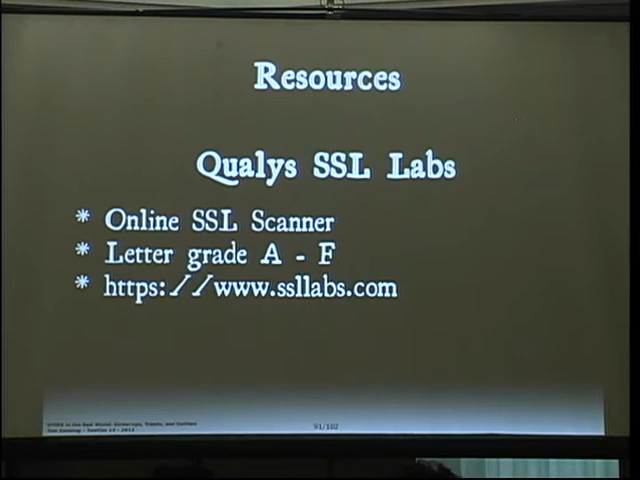 Resources
Qualys SSL Labs
* Online SSL Scanner
* Letter grade A - F
* https://www.ssllabs.com
91/102